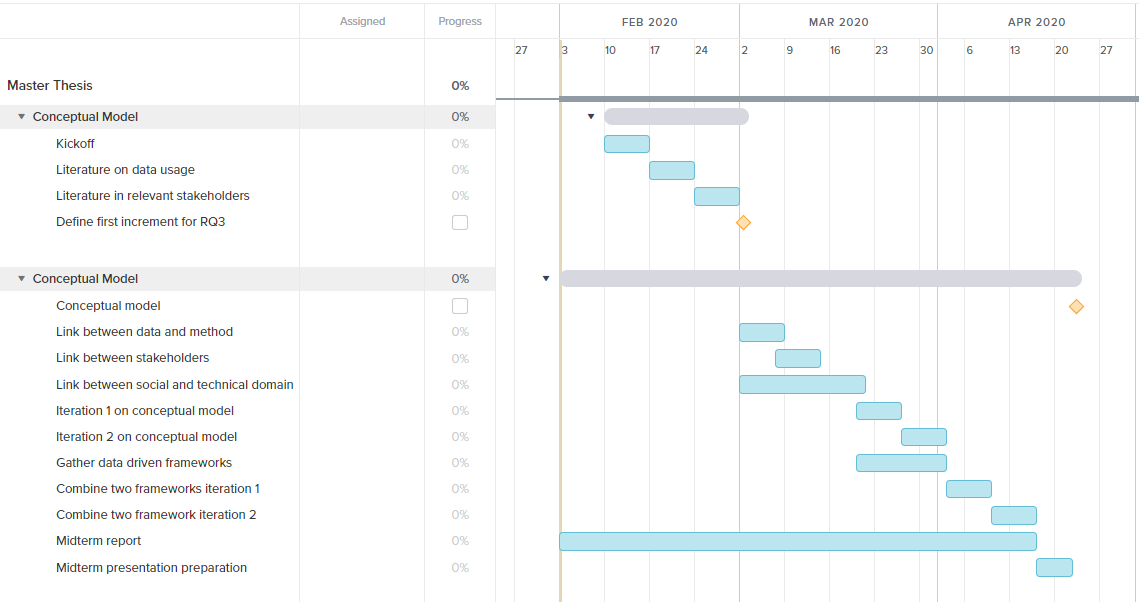 Assigned Progress FEB 2020 MAR 2020 APR 2020
27 3 10 17 24 2 9 16 23 30 6 13 20 27
Master Thesis 0%
Conceptual Model 0%
Kickoff 0%
Literature on data usage 0%
Literature in relevant stakeholders 0%
Define first increment for RQ3
Conceptual Model 0%
Conceptual model
Link between data and method 0%
Link between stakeholders 0%
Link between social and technical domain 0%
Iteration 1 on conceptual model 0%
Iteration 2 on conceptual model 0%
Gather data driven frameworks 0%
Combine two frameworks iteration 1 0%
Combine two framework iteration 2 0%
Midterm report 0%
Midterm presentation preparation 0%